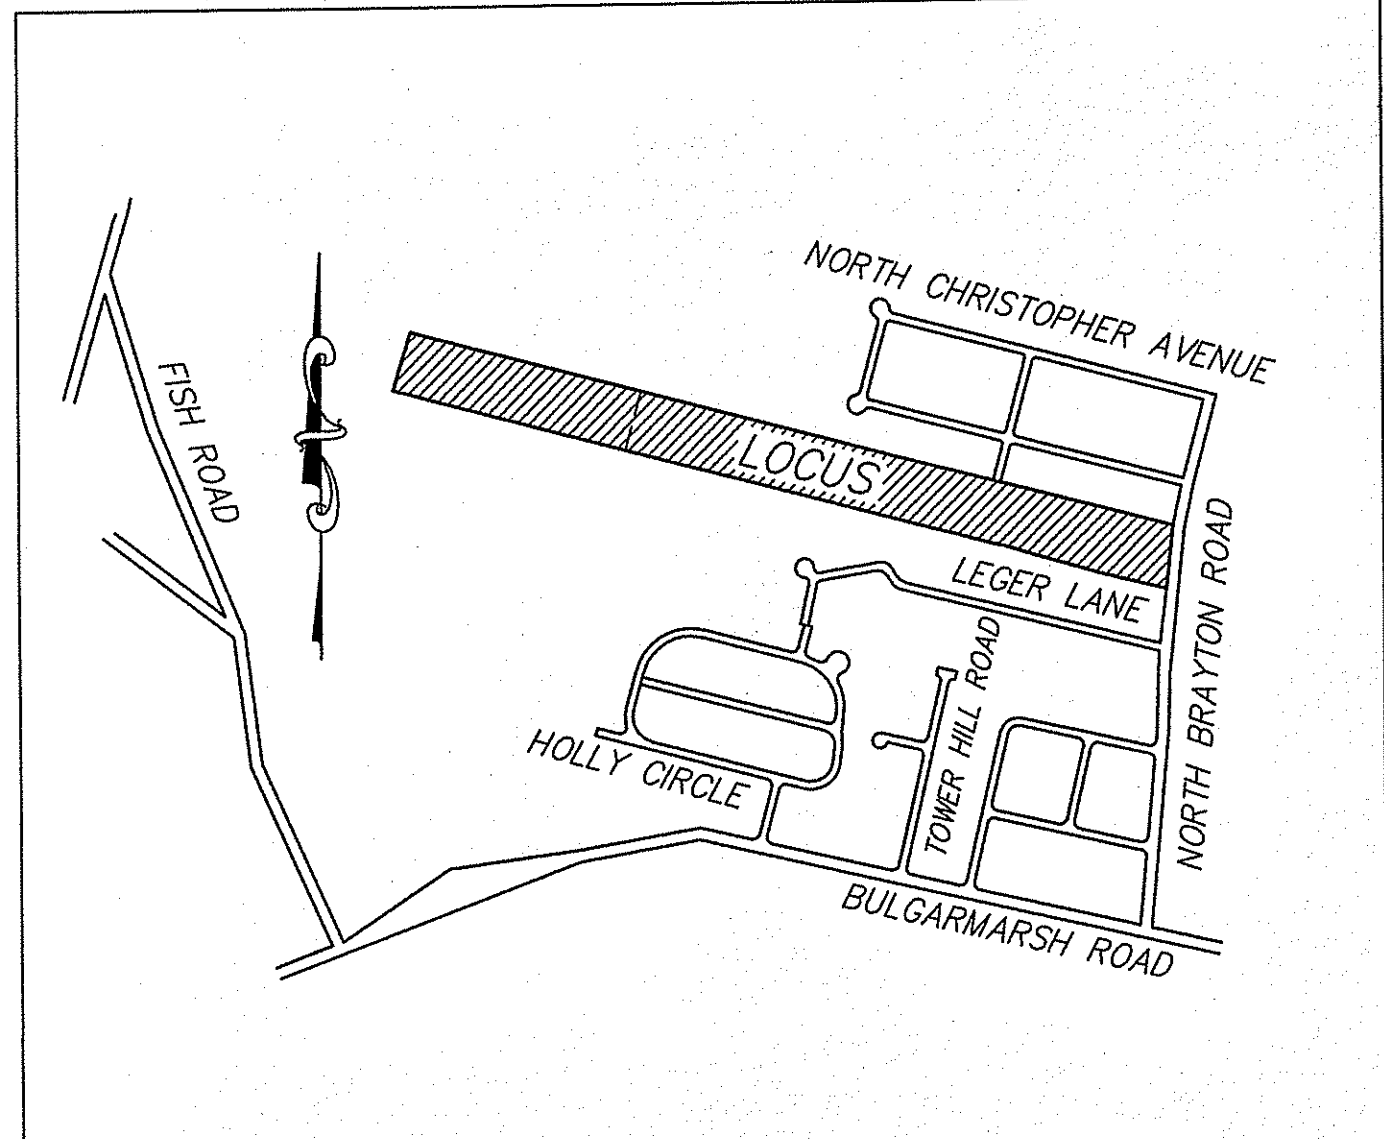 NORTH CHRISTOPHER AVENUE
FISH ROAD
LOCUS
LEGER LANE
NORTH BRAYTON ROAD
TOWER HILL ROAD
HOLLY CIRCLE
BULGARMARSH ROAD